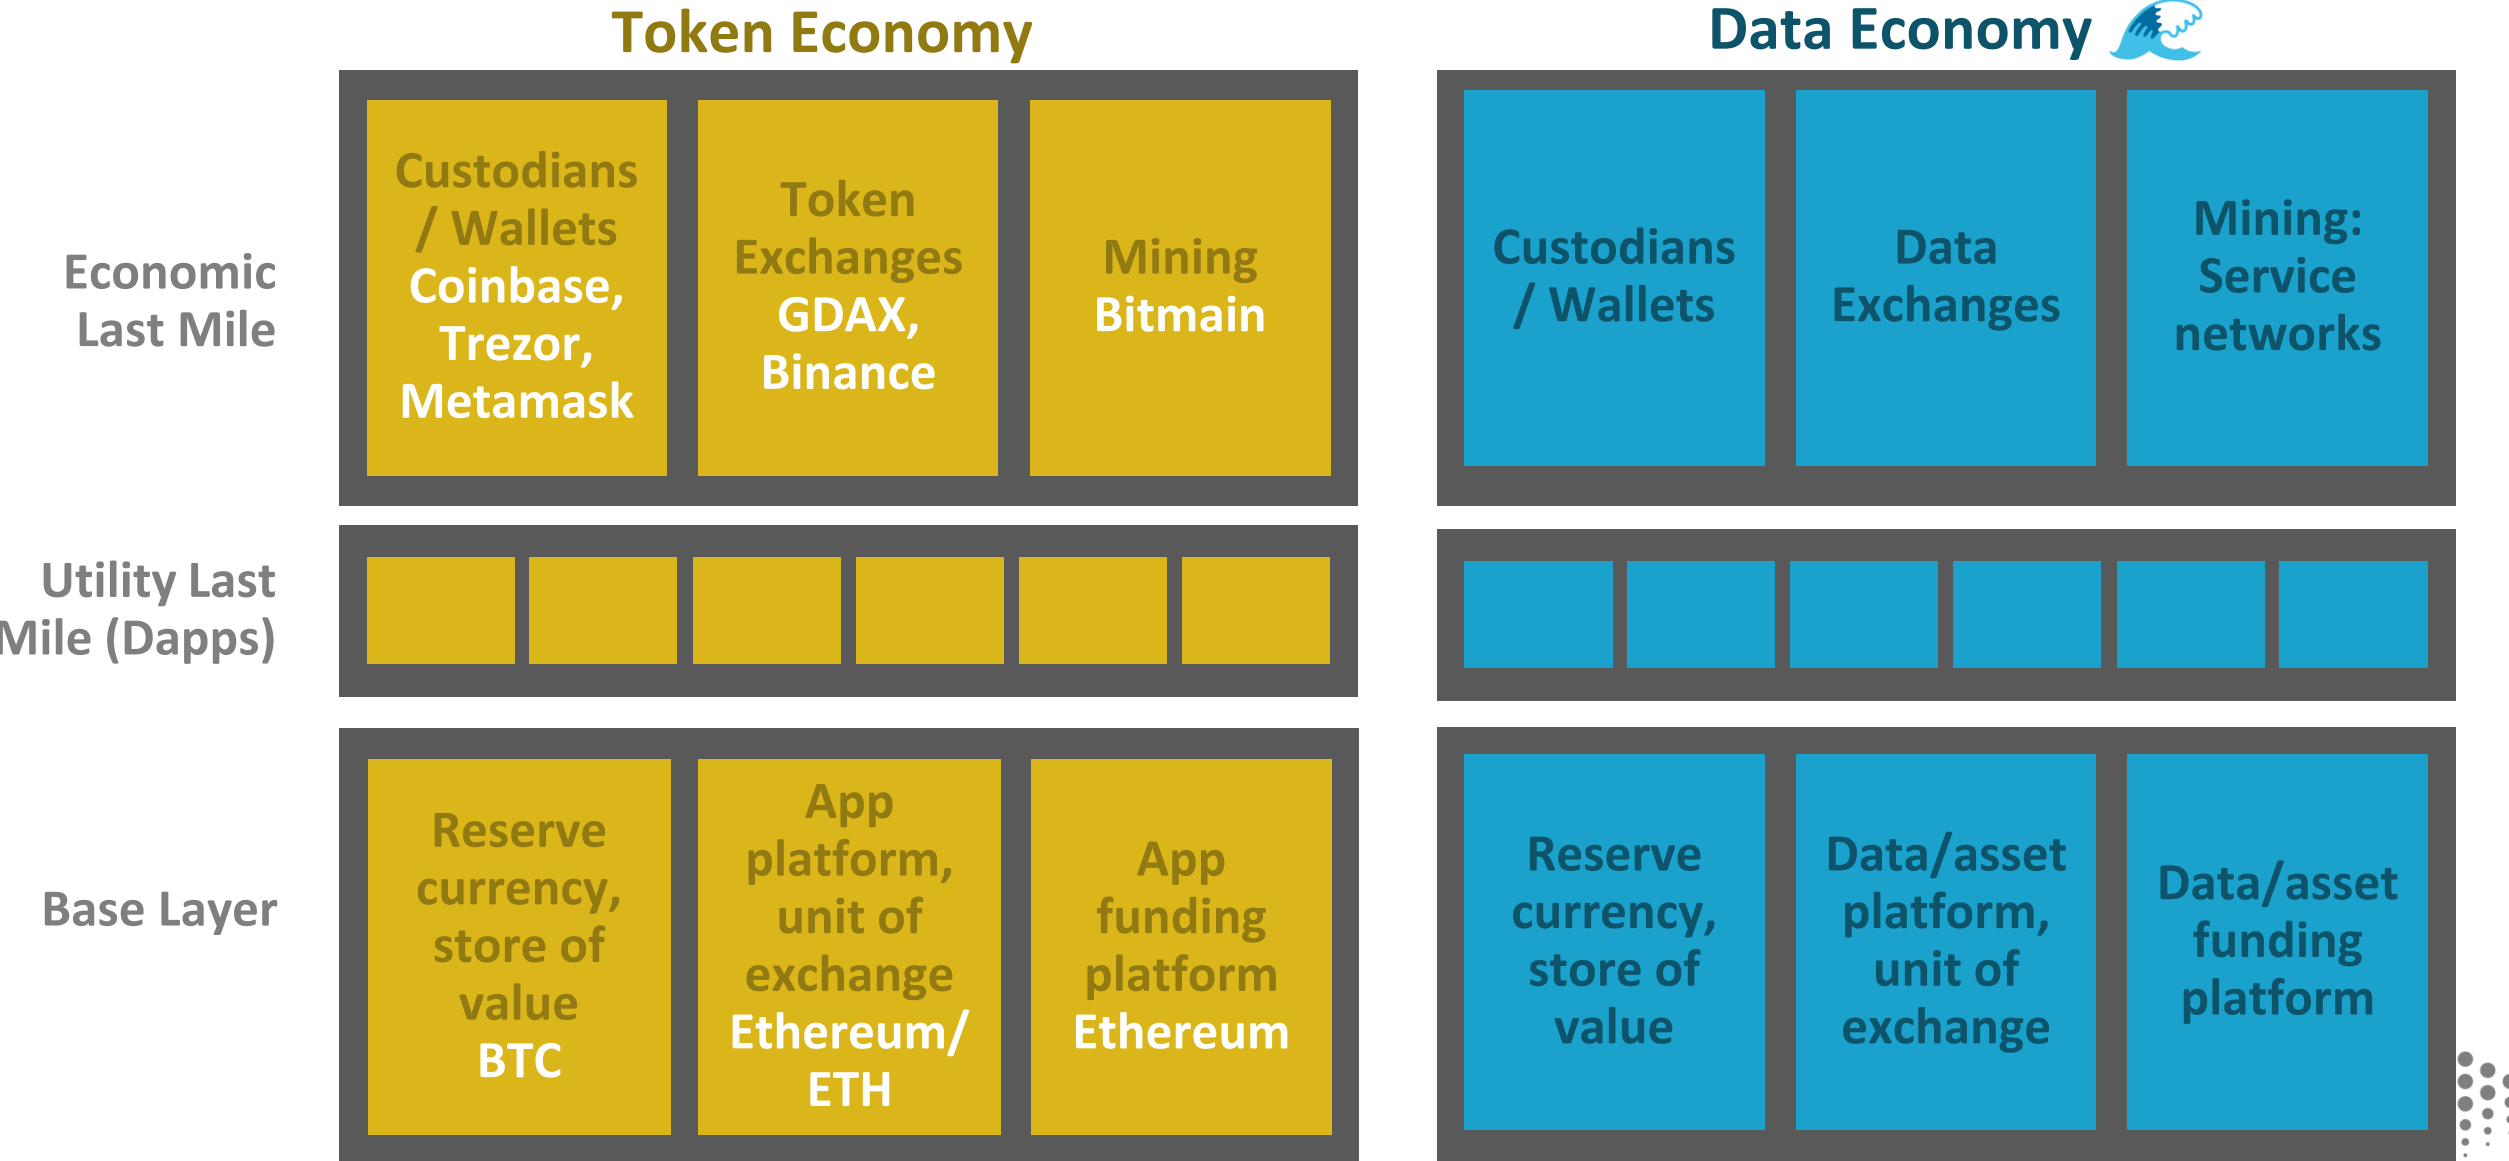 Token Economy
Data Economy
Economic
Last Mile
Custodians
/ Wallets
Coinbase,
Trezor,
Metamask
Token
Exchanges
GDAX,
Binance
Mining
Bitmain
Custodians
/ Wallets
Data
Exchanges
Mining:
Service
networks
Utility Last
Mile (Dapps)
Base Layer
Reserve
currency,
store of
value
BTC
App
platform,
unit of
exchange
Ethereum/
ETH
App
funding
platform
Ethereum
Reserve
currency,
store of
value
Data/asset
platform,
unit of
exchange
Data/asset
funding
platform